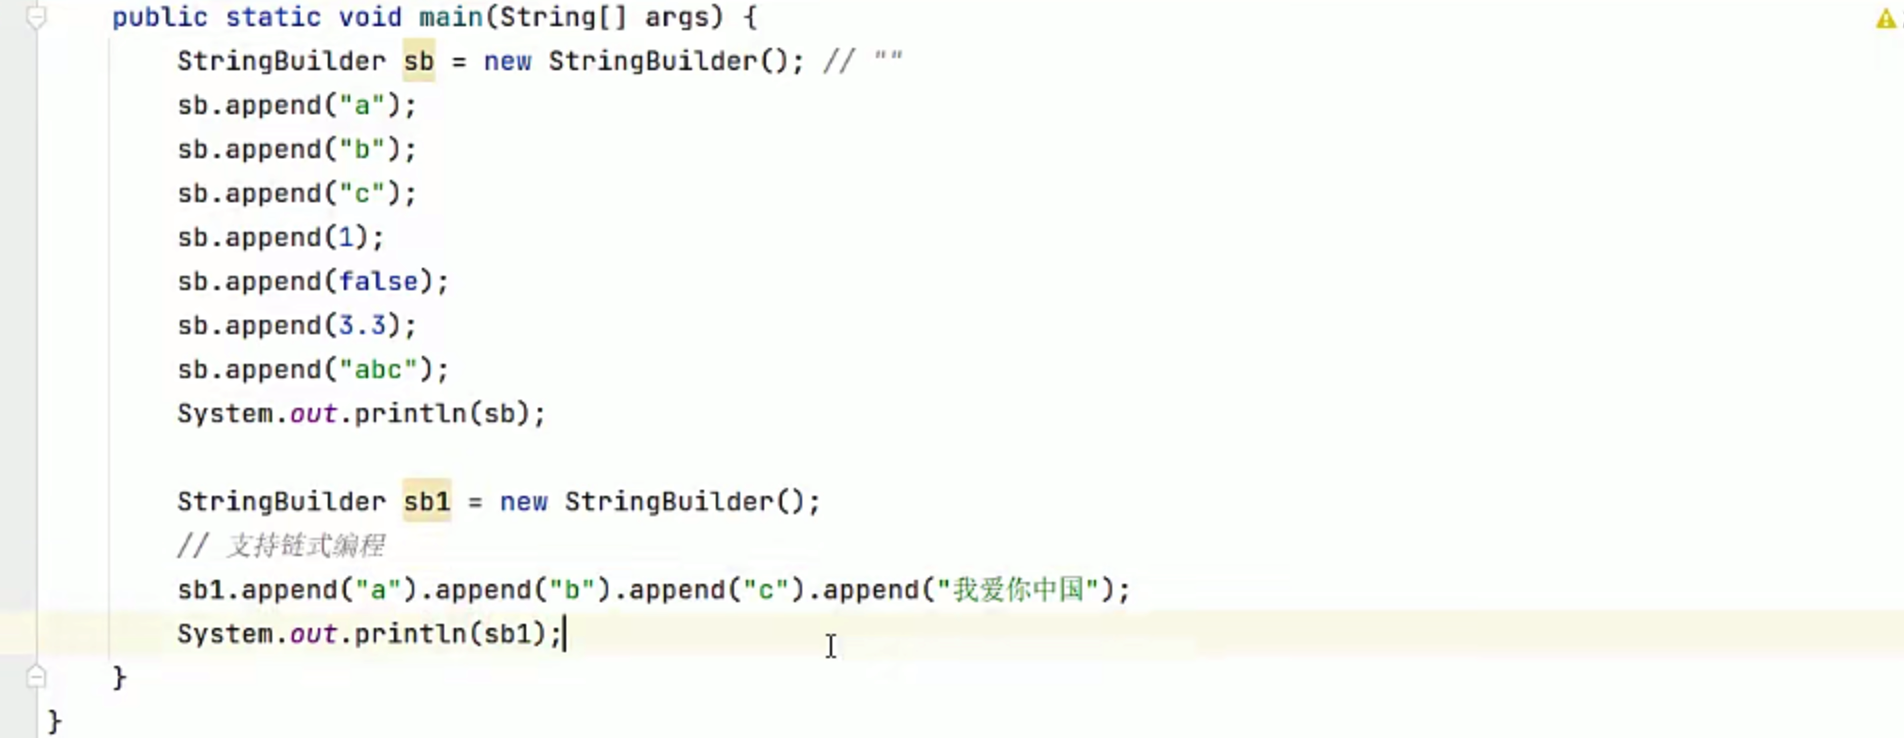 public static void main(String[] args) {
StringBuilder sb = new StringBuilder(); // ""
sb.append("a");
sb.append("b");
sb.append("c");
sb.append(1);
sb.append(false);
sb.append(3.3);
sb.append("abc");
System.out.println(sb);
StringBuilder sb1 = new StringBuilder();
// 支持链式编程
sb1.append("a").append("b").append("c").append("我爱你中国");
System.out.println(sb1);
}
}